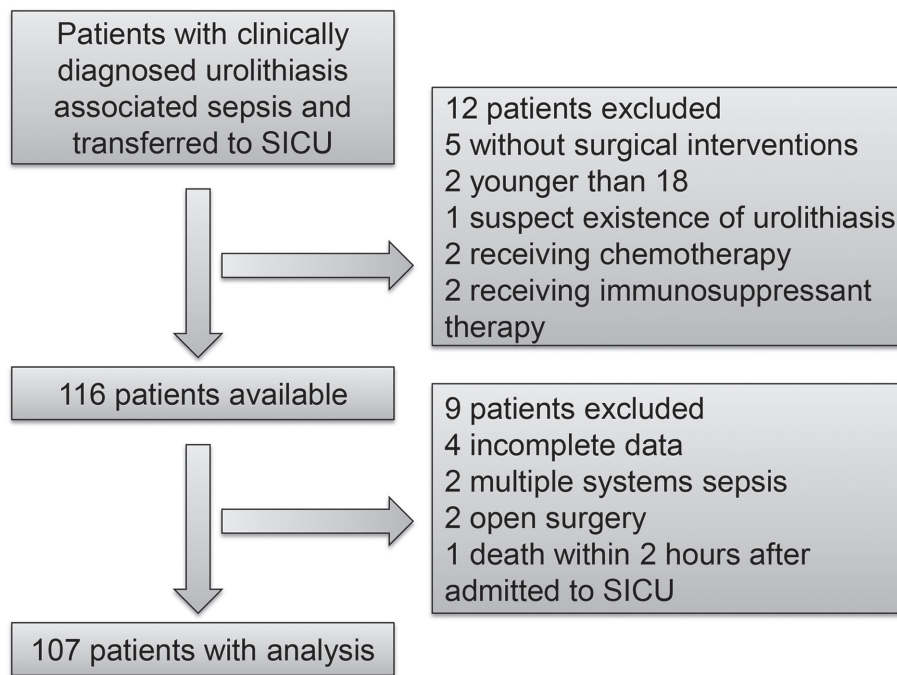 Patients with clinically
diagnosed urolithiasis
associated sepsis and
transferred to SICU
12 patients excluded
5 without surgical interventions
2 younger than 18
1 suspect existence of urolithiasis
2 receiving chemotherapy
2 receiving immunosuppressant
therapy
116 patients available
9 patients excluded
4 incomplete data
2 multiple systems sepsis
2 open surgery
1 death within 2 hours after
admitted to SICU
107 patients with analysis